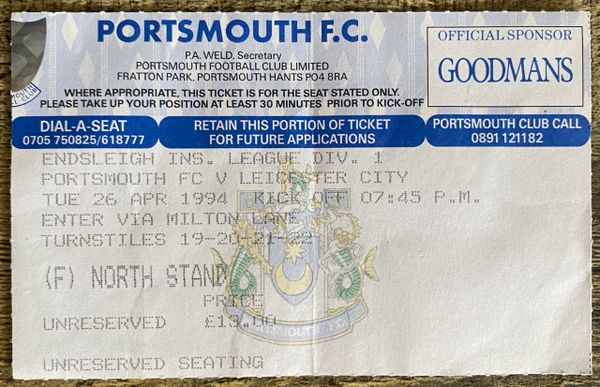 PORTSMOUTH F.C.
P.A. WELD, Secretary
PORTSMOUTH FOOTBALL CLUB LIMITED
FRATTON PARK, PORTSMOUTH HANTS PO4 8RA
WHERE APPROPRIATE, THIS TICKET IS FOR THE SEAT STATED ONLY.
PLEASE TAKE UP YOUR POSITION AT LEAST 30 MINUTES PRIOR TO KICK-OFF
OFFICIAL SPONSOR
GOODMANS
DIAL-A-SEAT
0705 750825/618777
RETAIN THIS PORTION OF TICKET
FOR FUTURE APPLICATIONS
PORTSMOUTH CLUB CALL
0891 121182
ENDSLEIGH INS. LEAGUE DIV. 1
PORTSMOUTH FC V LEICESTER CITY
TUE 26 APR 1994 KICK OFF 07:45 P.M.
ENTER VIA MILTON LANE
TURNSTILES 19-20-21-22
(F) NORTH STAND
PRICE
UNRESERVED £13.00
PORTSMOUTH F.C.
UNRESERVED SEATING